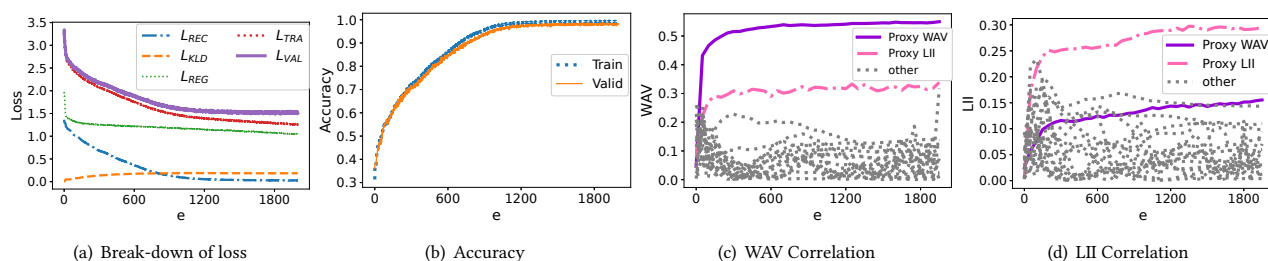 3.5
3.0
2.5
2.0
1.5
1.0
0.5
0.0
Loss
L_REC
L_KLD
L_REG
L_TRA
L_VAL
0 600 1200 1800
e
(a) Break-down of loss
1.0
0.9
0.8
0.7
0.6
0.5
0.4
0.3
Accuracy
Train
Valid
0 600 1200 1800
e
(b) Accuracy
0.5
0.4
0.3
0.2
0.1
0.0
WAV
Proxy WAV
Proxy LII
other
0 600 1200 1800
e
(c) WAV Correlation
0.30
0.25
0.20
0.15
0.10
0.05
0.00
LII
Proxy WAV
Proxy LII
other
0 600 1200 1800
e
(d) LII Correlation